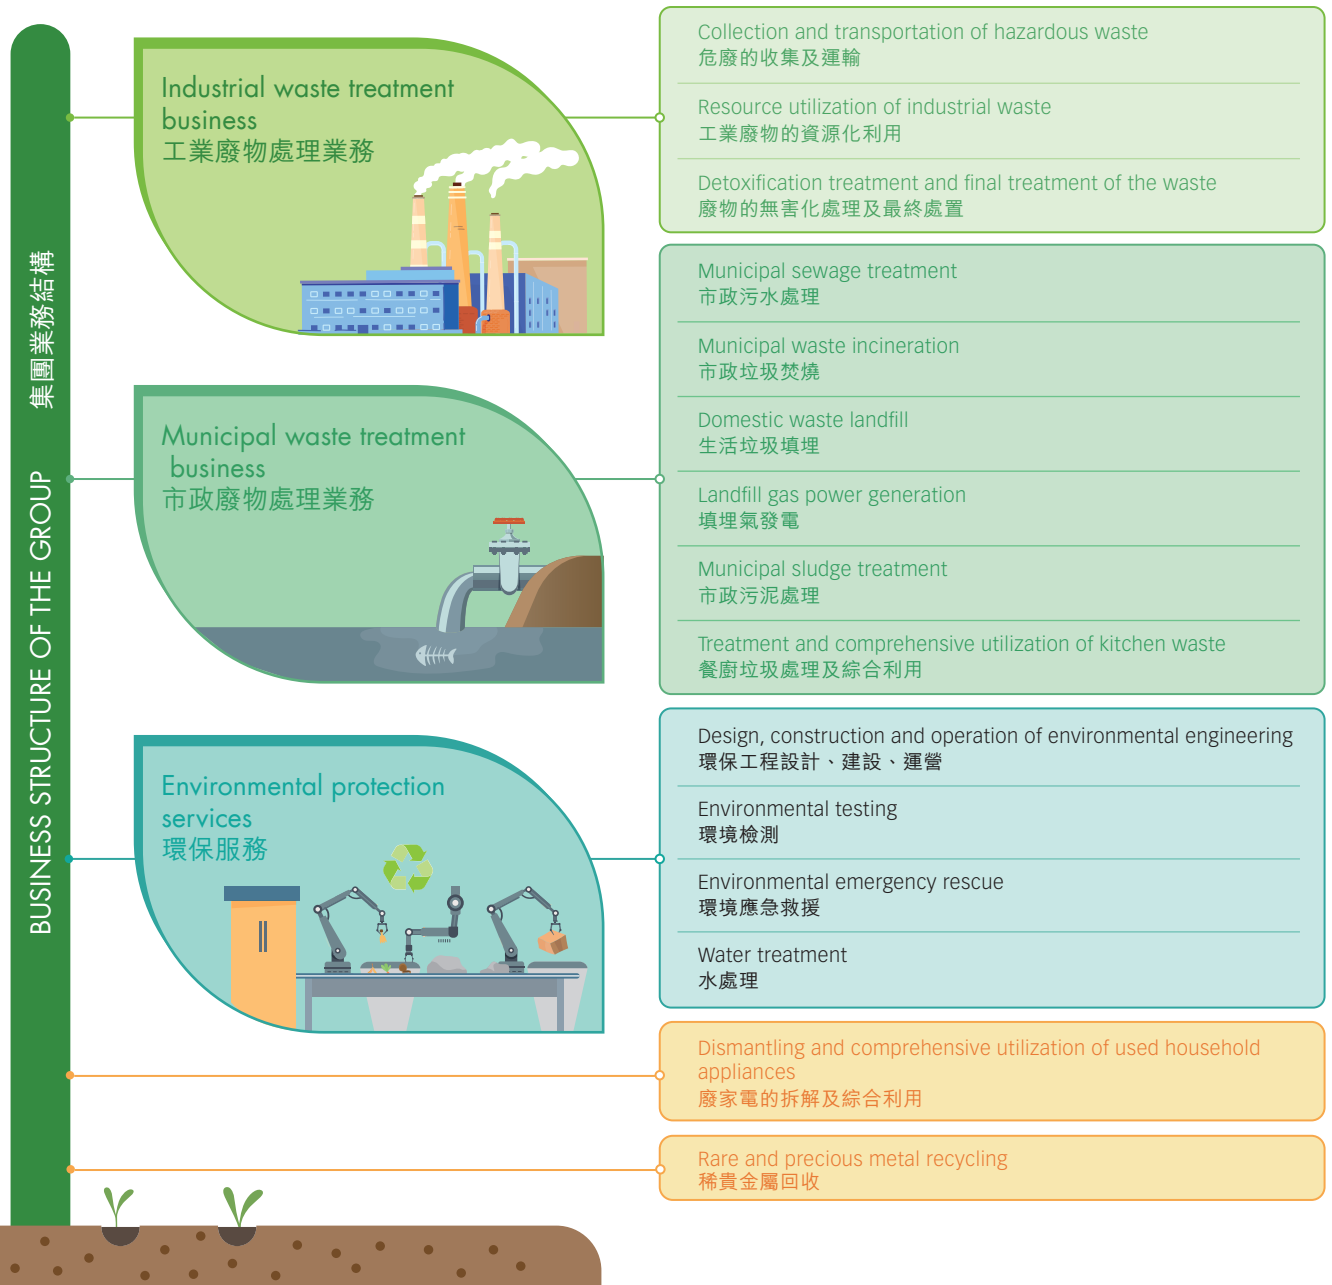 BUSINESS STRUCTURE OF THE GROUP 集團業務結構
Industrial waste treatment
business
工業廢物處理業務
Collection and transportation of hazardous waste
危廢的收集及運輸
Resource utilization of industrial waste
工業廢物的資源化利用
Detoxification treatment and final treatment of the waste
廢物的無害化處理及最終處置
Municipal waste treatment
business
市政廢物處理業務
Municipal sewage treatment
市政污水處理
Municipal waste incineration
市政垃圾焚燒
Domestic waste landfill
生活垃圾填埋
Landfill gas power generation
填埋氣發電
Municipal sludge treatment
市政污泥處理
Treatment and comprehensive utilization of kitchen waste
餐廚垃圾處理及綜合利用
Environmental protection
services
環保服務
Design, construction and operation of environmental engineering
環保工程設計、建設、運營
Environmental testing
環境檢測
Environmental emergency rescue
環境應急救援
Water treatment
水處理
Dismantling and comprehensive utilization of used household
appliances
廢家電的拆解及綜合利用
Rare and precious metal recycling
稀貴金屬回收